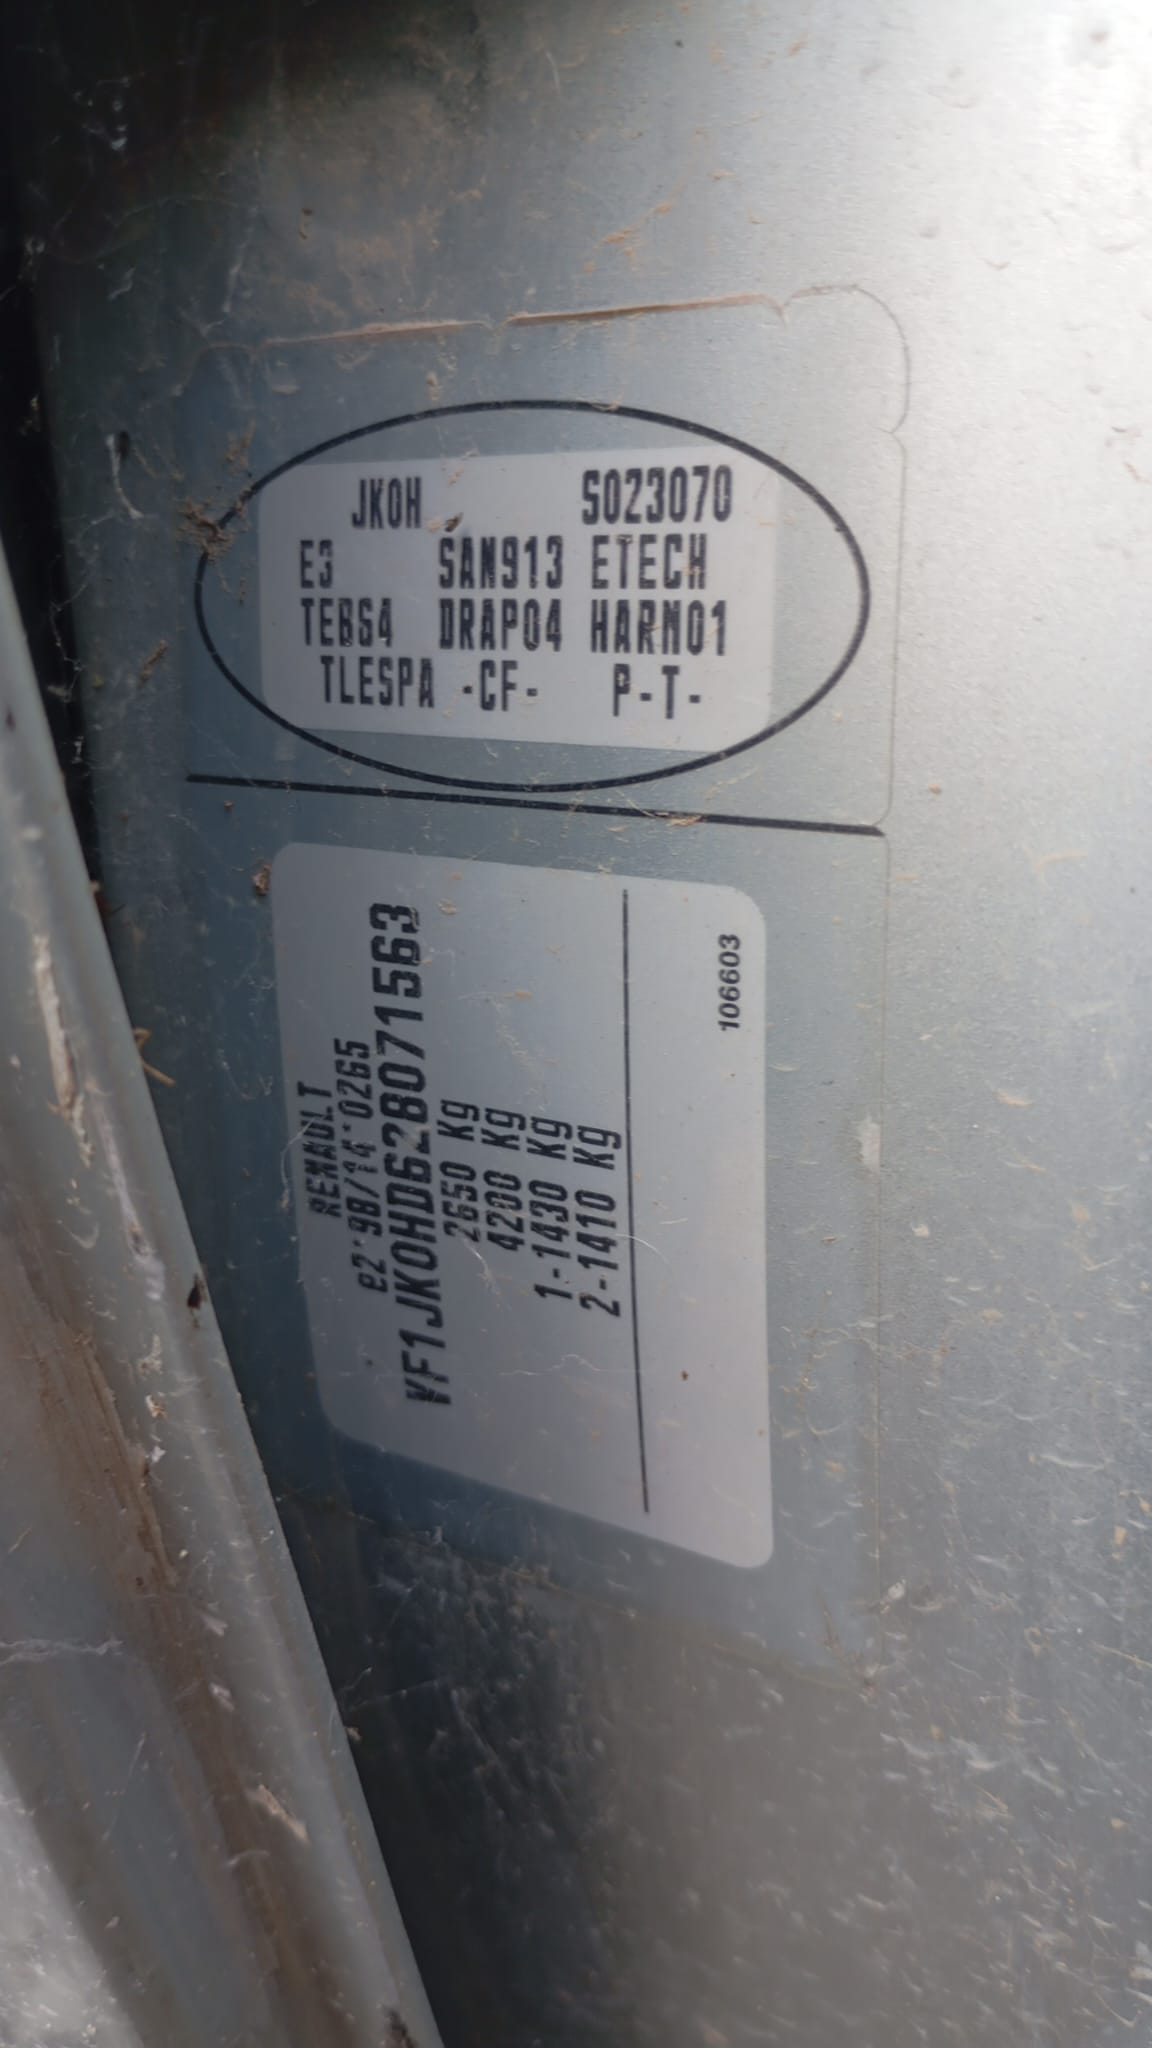 JK0H S023070
E3 SAN913 ETECH
TEBS4 DRAP04 HARM01
TLESPA -CF- P-T-
RENAULT
e2*98/14*0265
VF1JK0HD628071563
2650 Kg
4200 Kg
1-1430 Kg
2-1410 Kg
106603